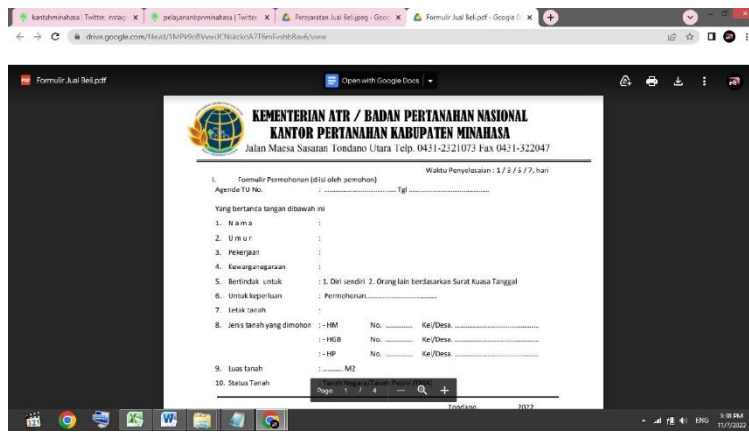 kantahminahasa | Twitter, instag
pelayananbpnminahasa | Twitter
Persyaratan Jual Beli.jpeg - Goo
Formulir Jual Beli.pdf - Google D
Formulir Jual Beli.pdf
Open with Google Docs
KEMENTERIAN ATR / BADAN PERTANAHAN NASIONAL
KANTOR PERTANAHAN KABUPATEN MINAHASA
Jalan Maesa Sasaran Tondano Utara Telp. 0431-2321073 Fax 0431-322047
Waktu Penyelesaian : 1 / 3 / 5 / 7, hari
I. Formulir Permohonan (diisi oleh pemohon)
Agenda TU No. : .................................. Tgl ......................................
Yang bertanda tangan dibawah ini
1. N a m a :
2. U m u r :
3. Pekerjaan :
4. Kewarganegaraan :
5. Bertindak untuk : 1. Diri sendiri 2. Orang lain berdasarkan Surat Kuasa Tanggal
6. Untuk keperluan : Permohonan..................................
7. Letak tanah :
8. Jenis tanah yang dimohon : - HM No. ............. Kel/Desa. ........................................
: - HGB No. ............. Kel/Desa. ........................................
: - HP No. ............. Kel/Desa. ........................................
9. Luas tanah : .......... M2
10. Status Tanah
Page 1 / 4
Tondano 2022
ENG
5:38 PM
11/7/2022